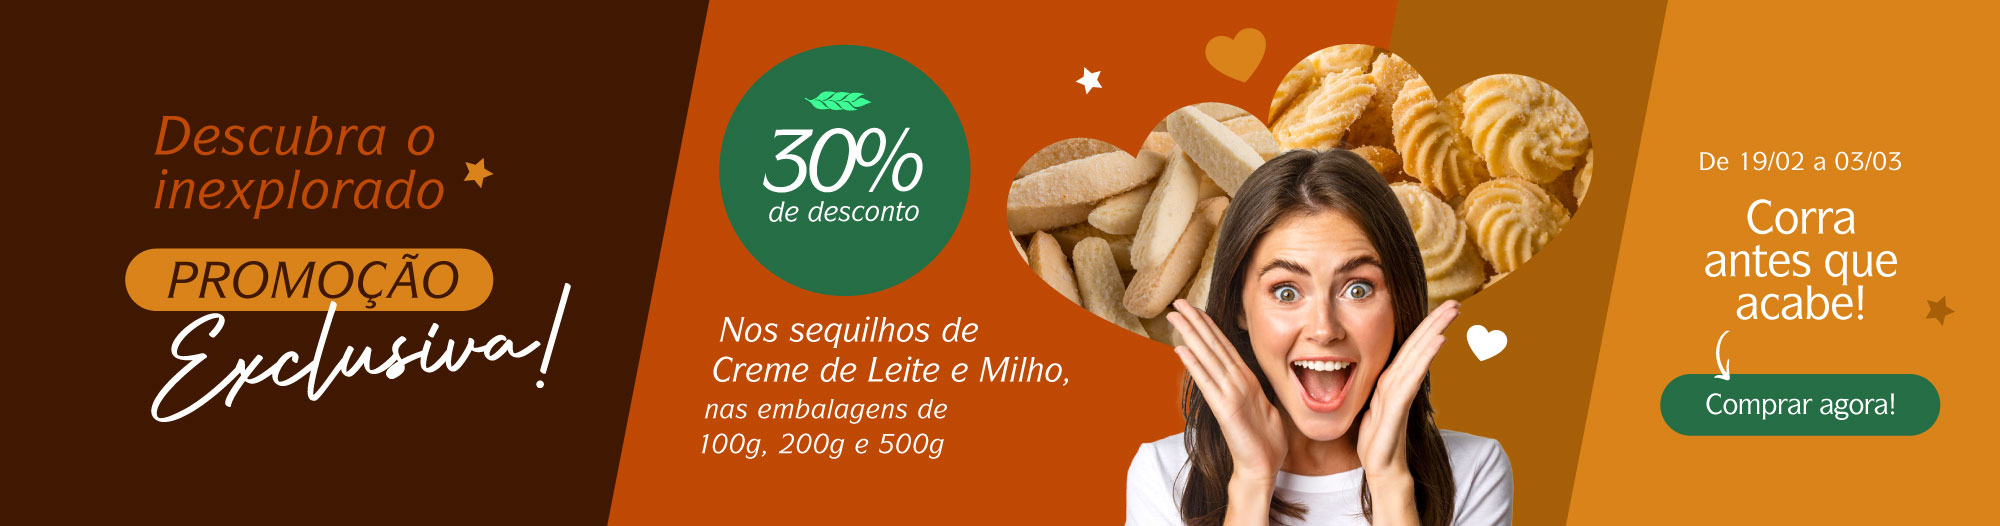 Descubra o
inexplorado
PROMOÇÃO
Exclusiva!
30%
de desconto
Nos sequilhos de
Creme de Leite e Milho,
nas embalagens de
100g, 200g e 500g
De 19/02 a 03/03
Corra
antes que
acabe!
Comprar agora!